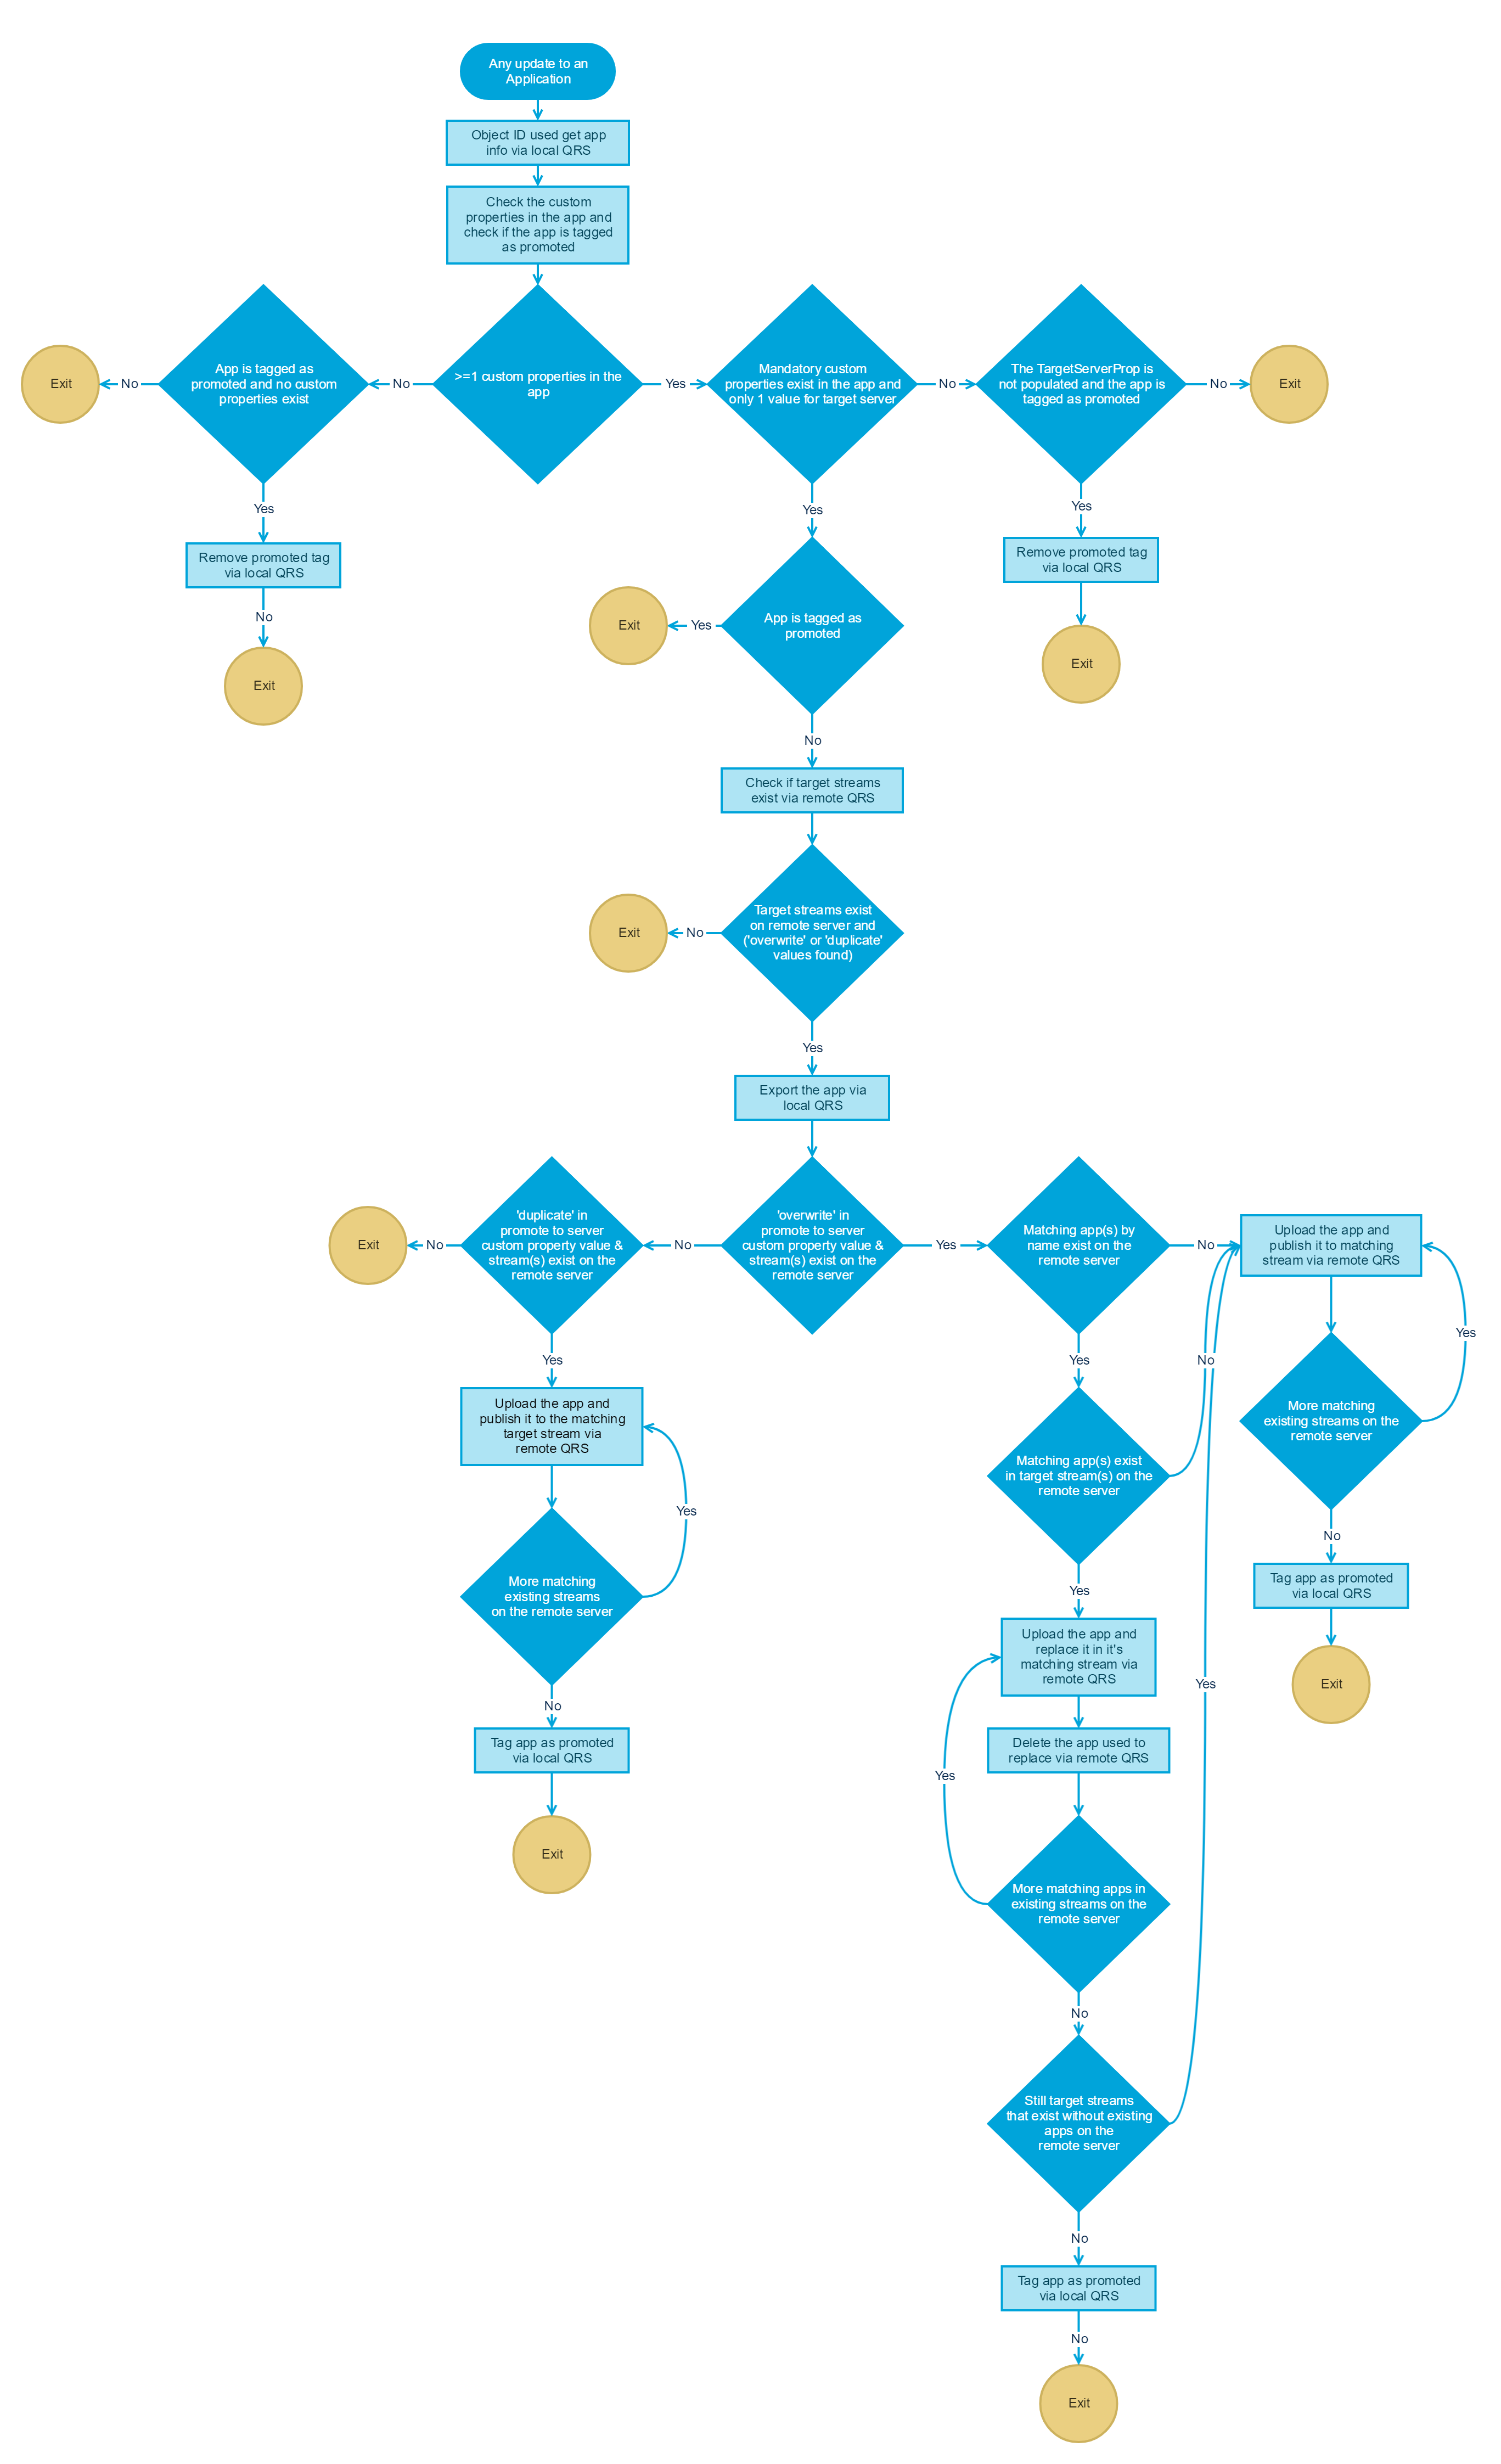 Any update to an
Application
Object ID used get app
info via local QRS
Check the custom
properties in the app and
check if the app is tagged
as promoted
Exit
No
App is tagged as
promoted and no custom
properties exist
No
>=1 custom properties in the
app
Yes
Mandatory custom
properties exist in the app and
only 1 value for target server
No
The TargetServerProp is
not populated and the app is
tagged as promoted
No
Exit
Yes
Remove promoted tag
via local QRS
No
Exit
Yes
Yes
Remove promoted tag
via local QRS
Exit
Exit
Yes
App is tagged as
promoted
No
Check if target streams
exist via remote QRS
Exit
No
Target streams exist
on remote server and
('overwrite' or 'duplicate'
values found)
Yes
Export the app via
local QRS
Exit
No
'duplicate' in
promote to server
custom property value &
stream(s) exist on the
remote server
No
'overwrite' in
promote to server
custom property value &
stream(s) exist on the
remote server
Yes
Matching app(s) by
name exist on the
remote server
No
Upload the app and
publish it to matching
stream via remote QRS
Yes
Yes
Upload the app and
publish it to the matching
target stream via
remote QRS
Yes
More matching
existing streams
on the remote server
No
Tag app as promoted
via local QRS
Exit
Yes
No
Matching app(s) exist
in target stream(s) on the
remote server
More matching
existing streams on the
remote server
No
Tag app as promoted
via local QRS
Exit
Yes
Upload the app and
replace it in it's
matching stream via
remote QRS
Yes
Delete the app used to
replace via remote QRS
Yes
More matching apps in
existing streams on the
remote server
No
Still target streams
that exist without existing
apps on the
remote server
No
Tag app as promoted
via local QRS
No
Exit